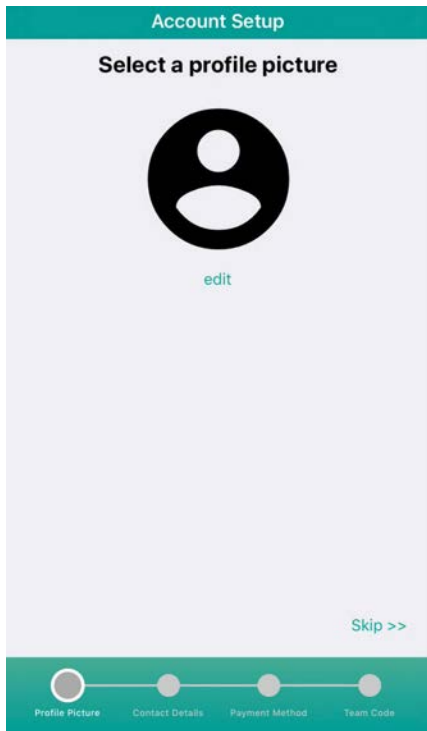 Account Setup
Select a profile picture
edit
Skip >>
Profile Picture Contact Details Payment Method Team Code